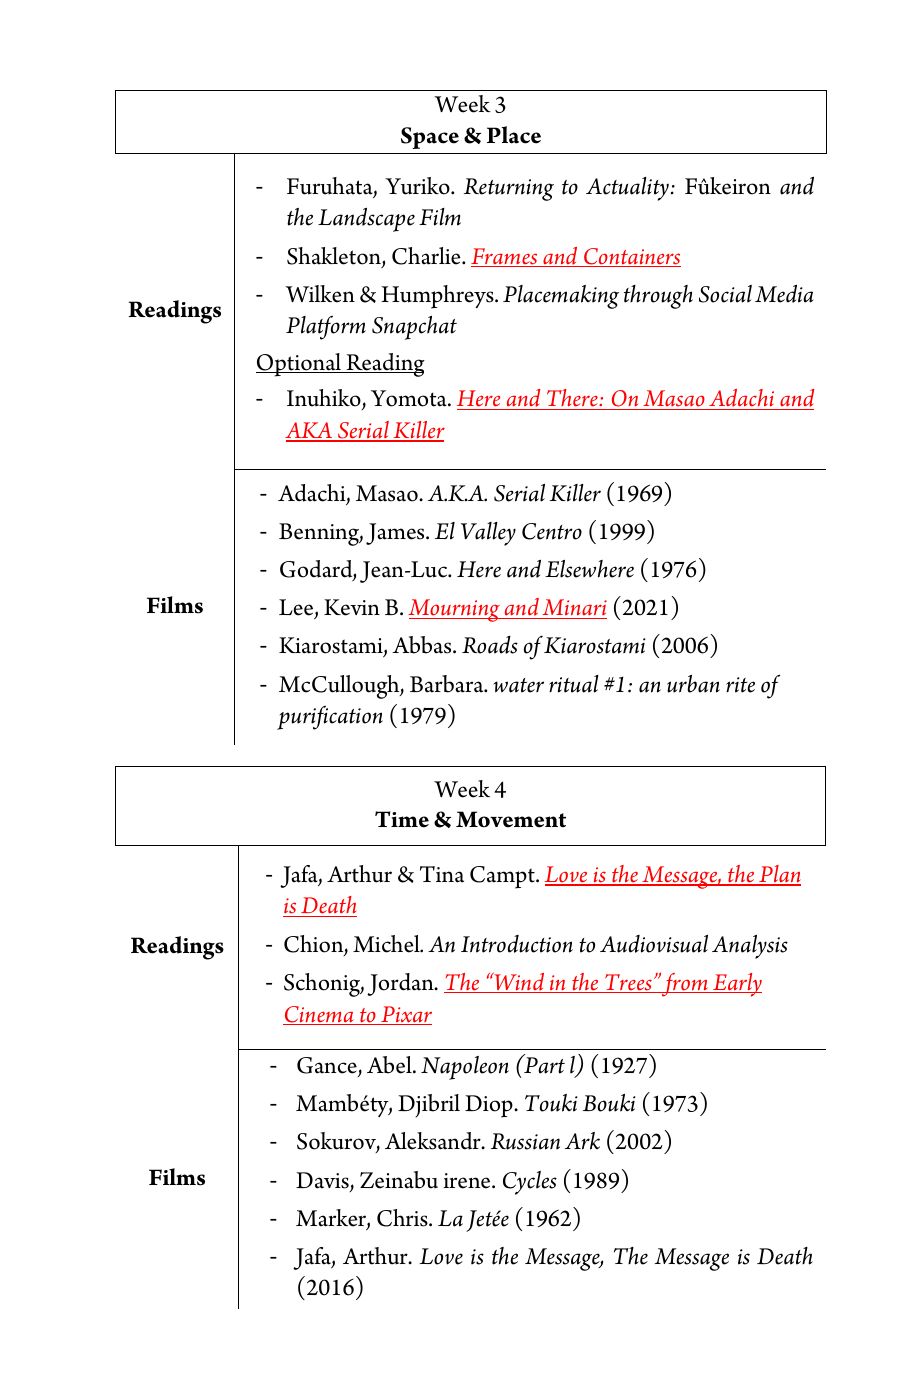 Week 3
Space & Place
Readings
- Furuhata, Yuriko. Returning to Actuality: Fûkeiron and
the Landscape Film
- Shakleton, Charlie. Frames and Containers
- Wilken & Humphreys. Placemaking through Social Media
Platform Snapchat
Optional Reading
- Inuhiko, Yomota. Here and There: On Masao Adachi and
AKA Serial Killer
Films
- Adachi, Masao. A.K.A. Serial Killer (1969)
- Benning, James. El Valley Centro (1999)
- Godard, Jean-Luc. Here and Elsewhere (1976)
- Lee, Kevin B. Mourning and Minari (2021)
- Kiarostami, Abbas. Roads of Kiarostami (2006)
- McCullough, Barbara. water ritual #1: an urban rite of
purification (1979)
Week 4
Time & Movement
Readings
- Jafa, Arthur & Tina Campt. Love is the Message, the Plan
is Death
- Chion, Michel. An Introduction to Audiovisual Analysis
- Schonig, Jordan. The “Wind in the Trees” from Early
Cinema to Pixar
Films
- Gance, Abel. Napoleon (Part l) (1927)
- Mambéty, Djibril Diop. Touki Bouki (1973)
- Sokurov, Aleksandr. Russian Ark (2002)
- Davis, Zeinabu irene. Cycles (1989)
- Marker, Chris. La Jetée (1962)
- Jafa, Arthur. Love is the Message, The Message is Death
(2016)